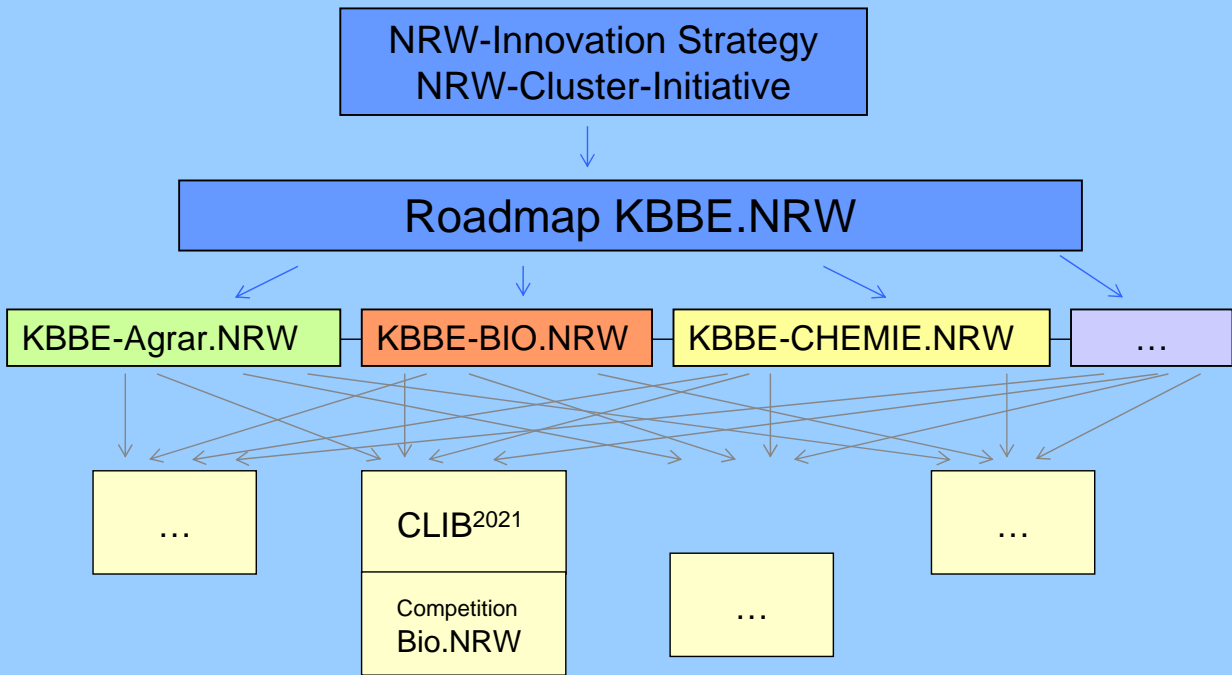 NRW-Innovation Strategy
NRW-Cluster-Initiative
Roadmap KBBE.NRW
KBBE-Agrar.NRW
KBBE-BIO.NRW
KBBE-CHEMIE.NRW
…
…
CLIB²⁰²¹
Competition
Bio.NRW
…
…